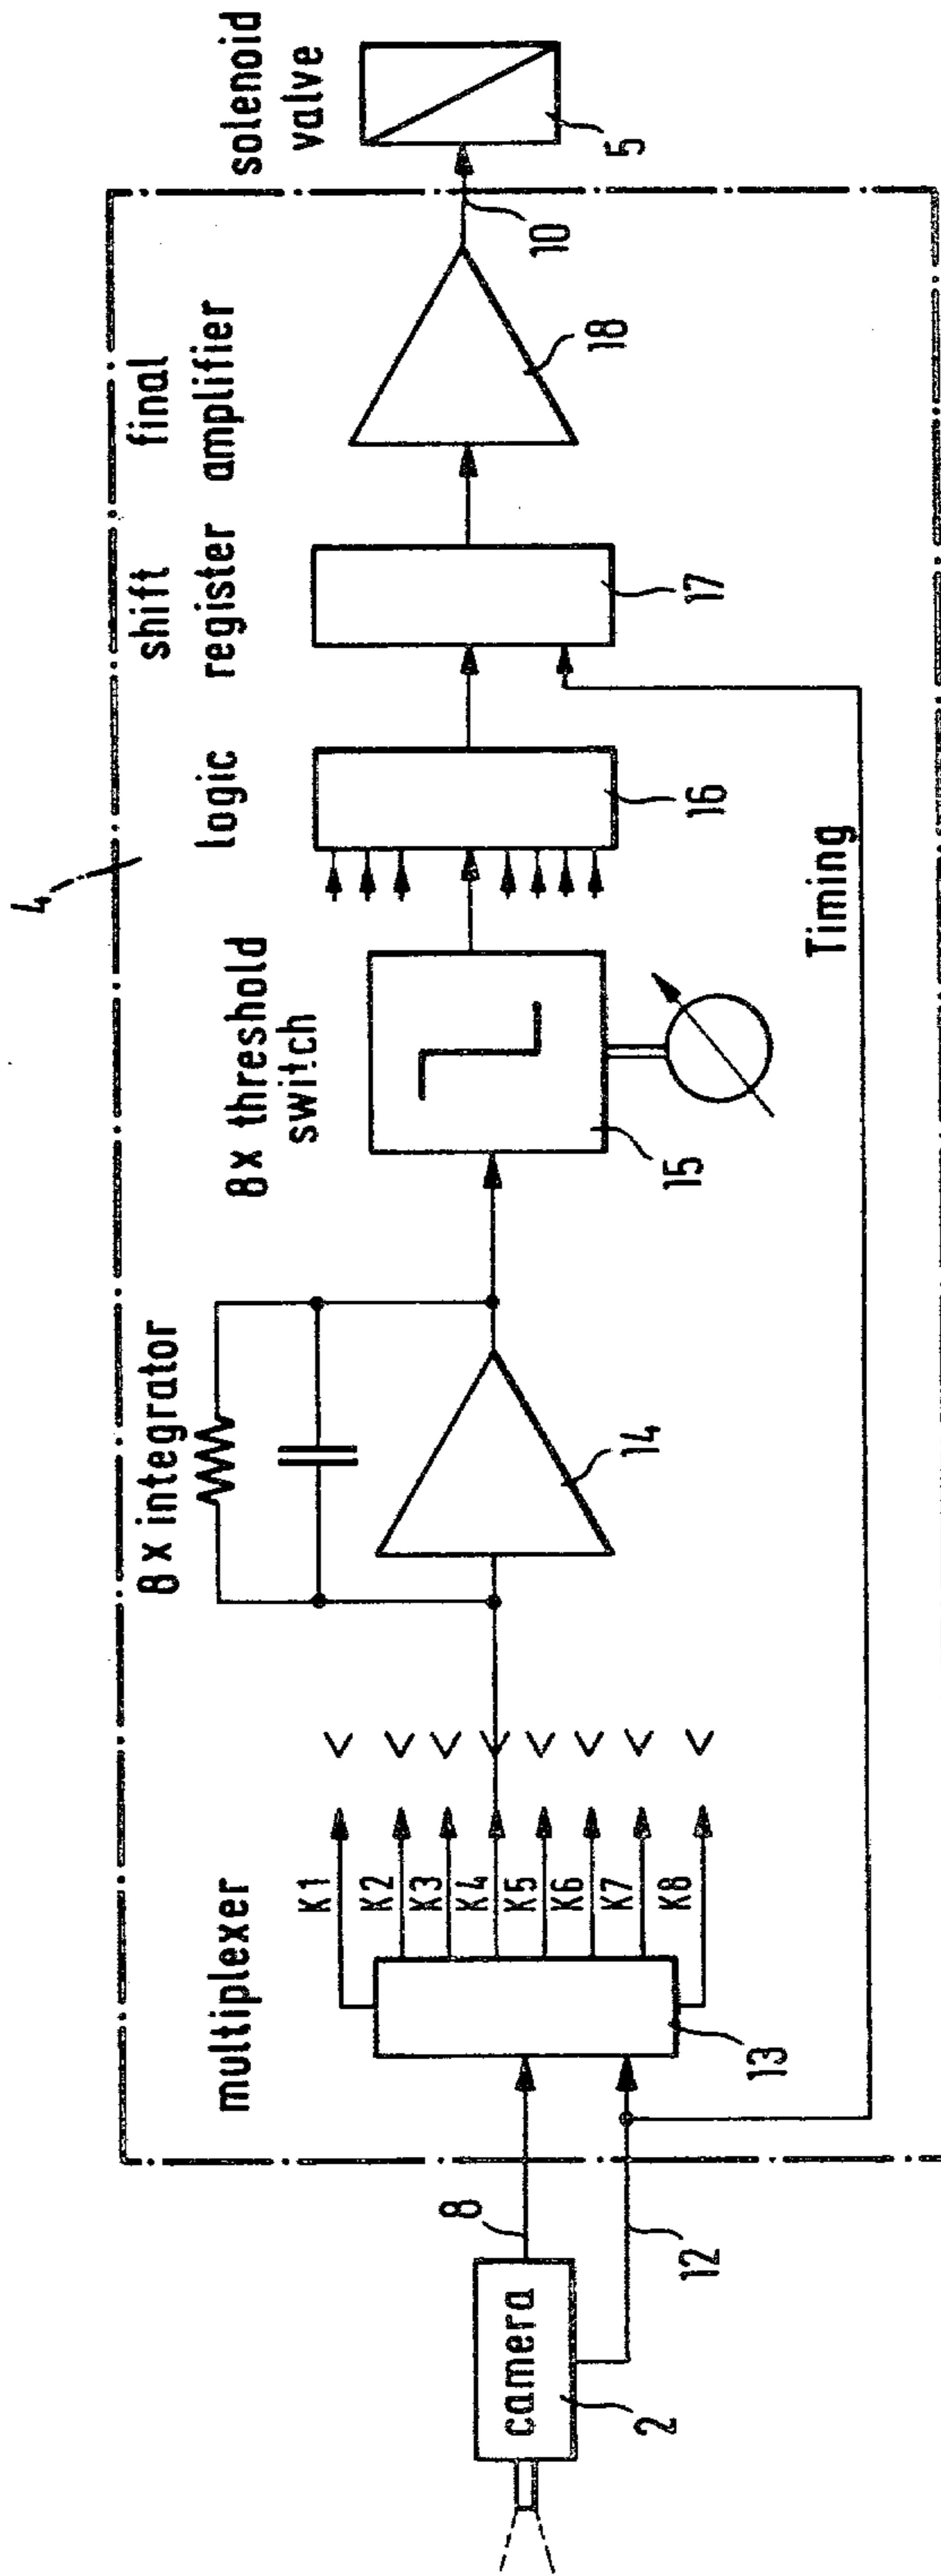 4
multiplexer
8 x integrator
8x threshold
switch
logic
shift
register
final
amplifier
solenoid
valve
camera
2
8
12
K1
K2
K3
K4
K5
K6
K7
K8
13
14
15
16
17
18
10
5
Timing